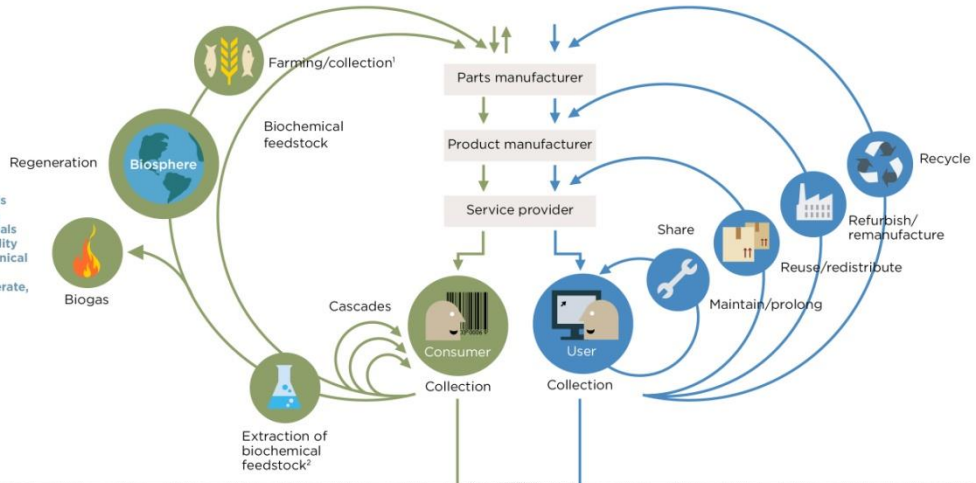 Farming/collection¹
Biochemical
feedstock
Regeneration
Biosphere
Biogas
Cascades
Extraction of
biochemical
feedstock²
Parts manufacturer
Product manufacturer
Service provider
Consumer
Collection
User
Collection
Share
Maintain/prolong
Reuse/redistribute
Refurbish/
remanufacture
Recycle